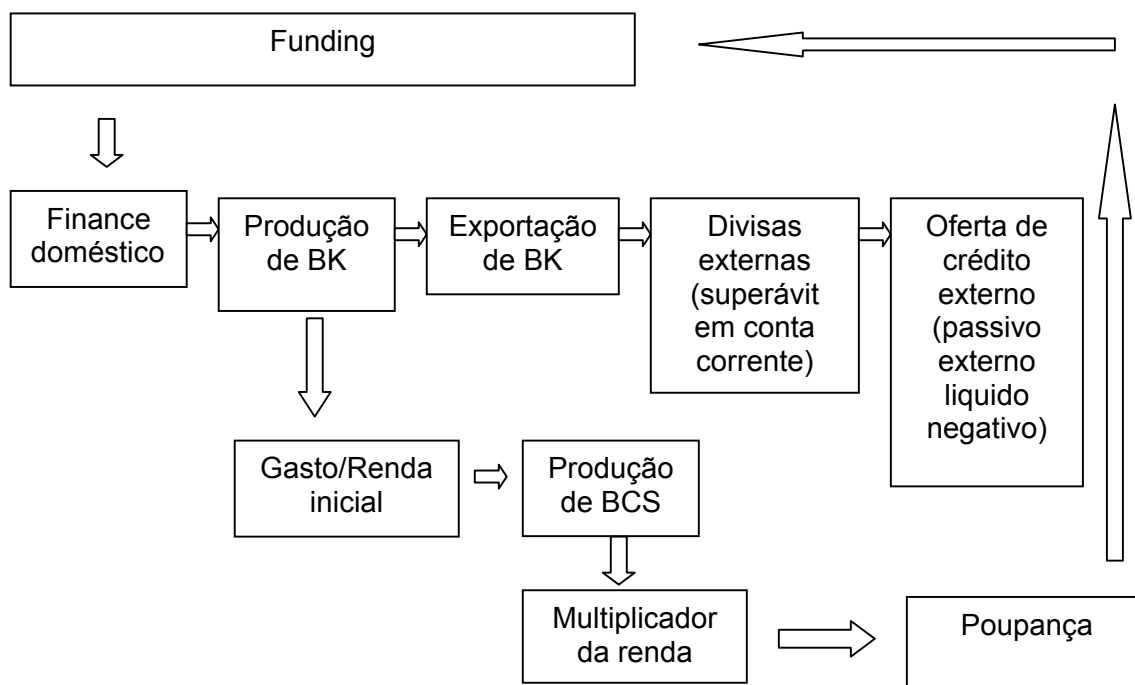 Funding
Finance
doméstico
Produção
de BK
Exportação
de BK
Divisas
externas
(superávit
em conta
corrente)
Oferta de
crédito
externo
(passivo
externo
liquido
negativo)
Gasto/Renda
inicial
Produção
de BCS
Multiplicador
da renda
Poupança